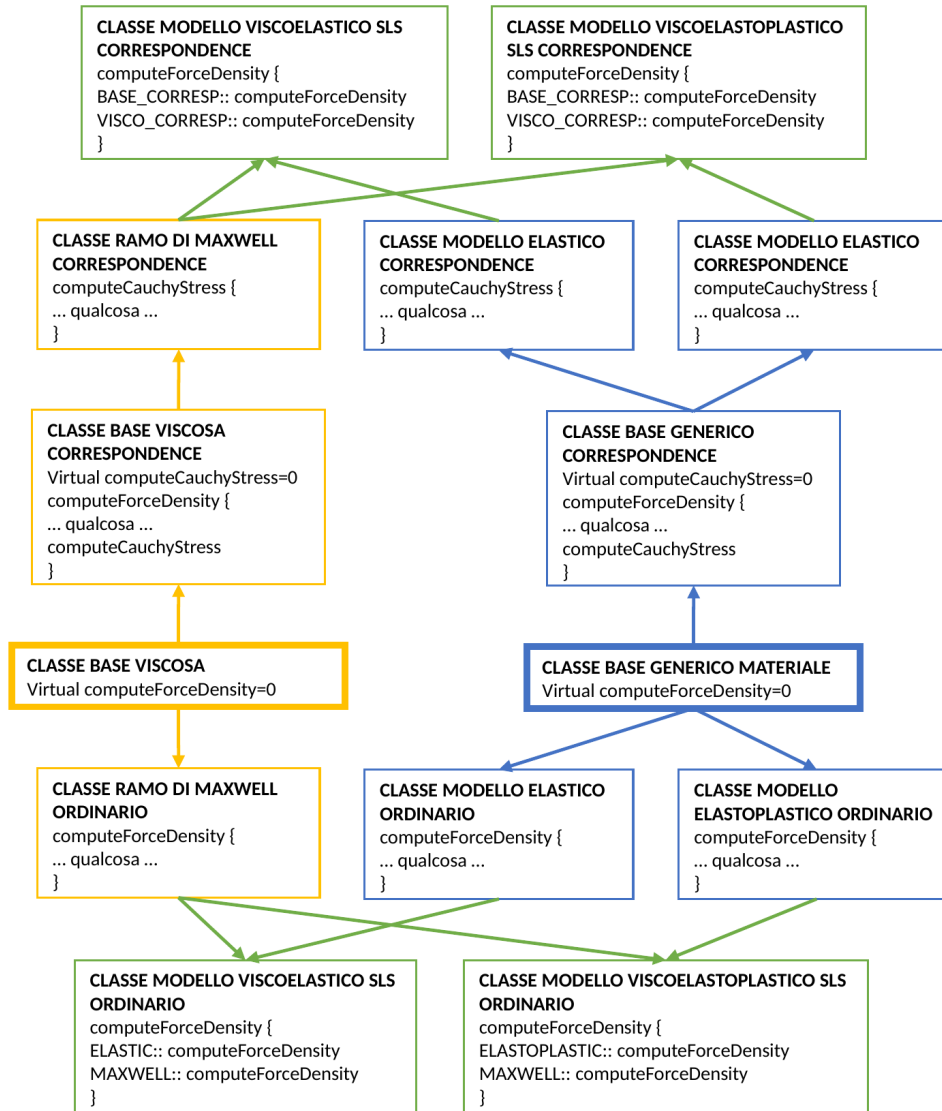 CLASSE MODELLO VISCOELASTICO SLS
CORRESPONDENCE
computeForceDensity {
BASE_CORRESP:: computeForceDensity
VISCO_CORRESP:: computeForceDensity
}
CLASSE MODELLO VISCOELASTOPLASTICO
SLS CORRESPONDENCE
computeForceDensity {
BASE_CORRESP:: computeForceDensity
VISCO_CORRESP:: computeForceDensity
}
CLASSE RAMO DI MAXWELL
CORRESPONDENCE
computeCauchyStress {
... qualcosa ...
}
CLASSE MODELLO ELASTICO
CORRESPONDENCE
computeCauchyStress {
... qualcosa ...
}
CLASSE MODELLO ELASTICO
CORRESPONDENCE
computeCauchyStress {
... qualcosa ...
}
CLASSE BASE VISCOSA
CORRESPONDENCE
Virtual computeCauchyStress=0
computeForceDensity {
... qualcosa ...
computeCauchyStress
}
CLASSE BASE GENERICO
CORRESPONDENCE
Virtual computeCauchyStress=0
computeForceDensity {
... qualcosa ...
computeCauchyStress
}
CLASSE BASE VISCOSA
Virtual computeForceDensity=0
CLASSE BASE GENERICO MATERIALE
Virtual computeForceDensity=0
CLASSE RAMO DI MAXWELL
ORDINARIO
computeForceDensity {
... qualcosa ...
}
CLASSE MODELLO ELASTICO
ORDINARIO
computeForceDensity {
... qualcosa ...
}
CLASSE MODELLO
ELASTOPLASTICO ORDINARIO
computeForceDensity {
... qualcosa ...
}
CLASSE MODELLO VISCOELASTICO SLS
ORDINARIO
computeForceDensity {
ELASTIC:: computeForceDensity
MAXWELL:: computeForceDensity
}
CLASSE MODELLO VISCOELASTOPLASTICO SLS
ORDINARIO
computeForceDensity {
ELASTOPLASTIC:: computeForceDensity
MAXWELL:: computeForceDensity
}